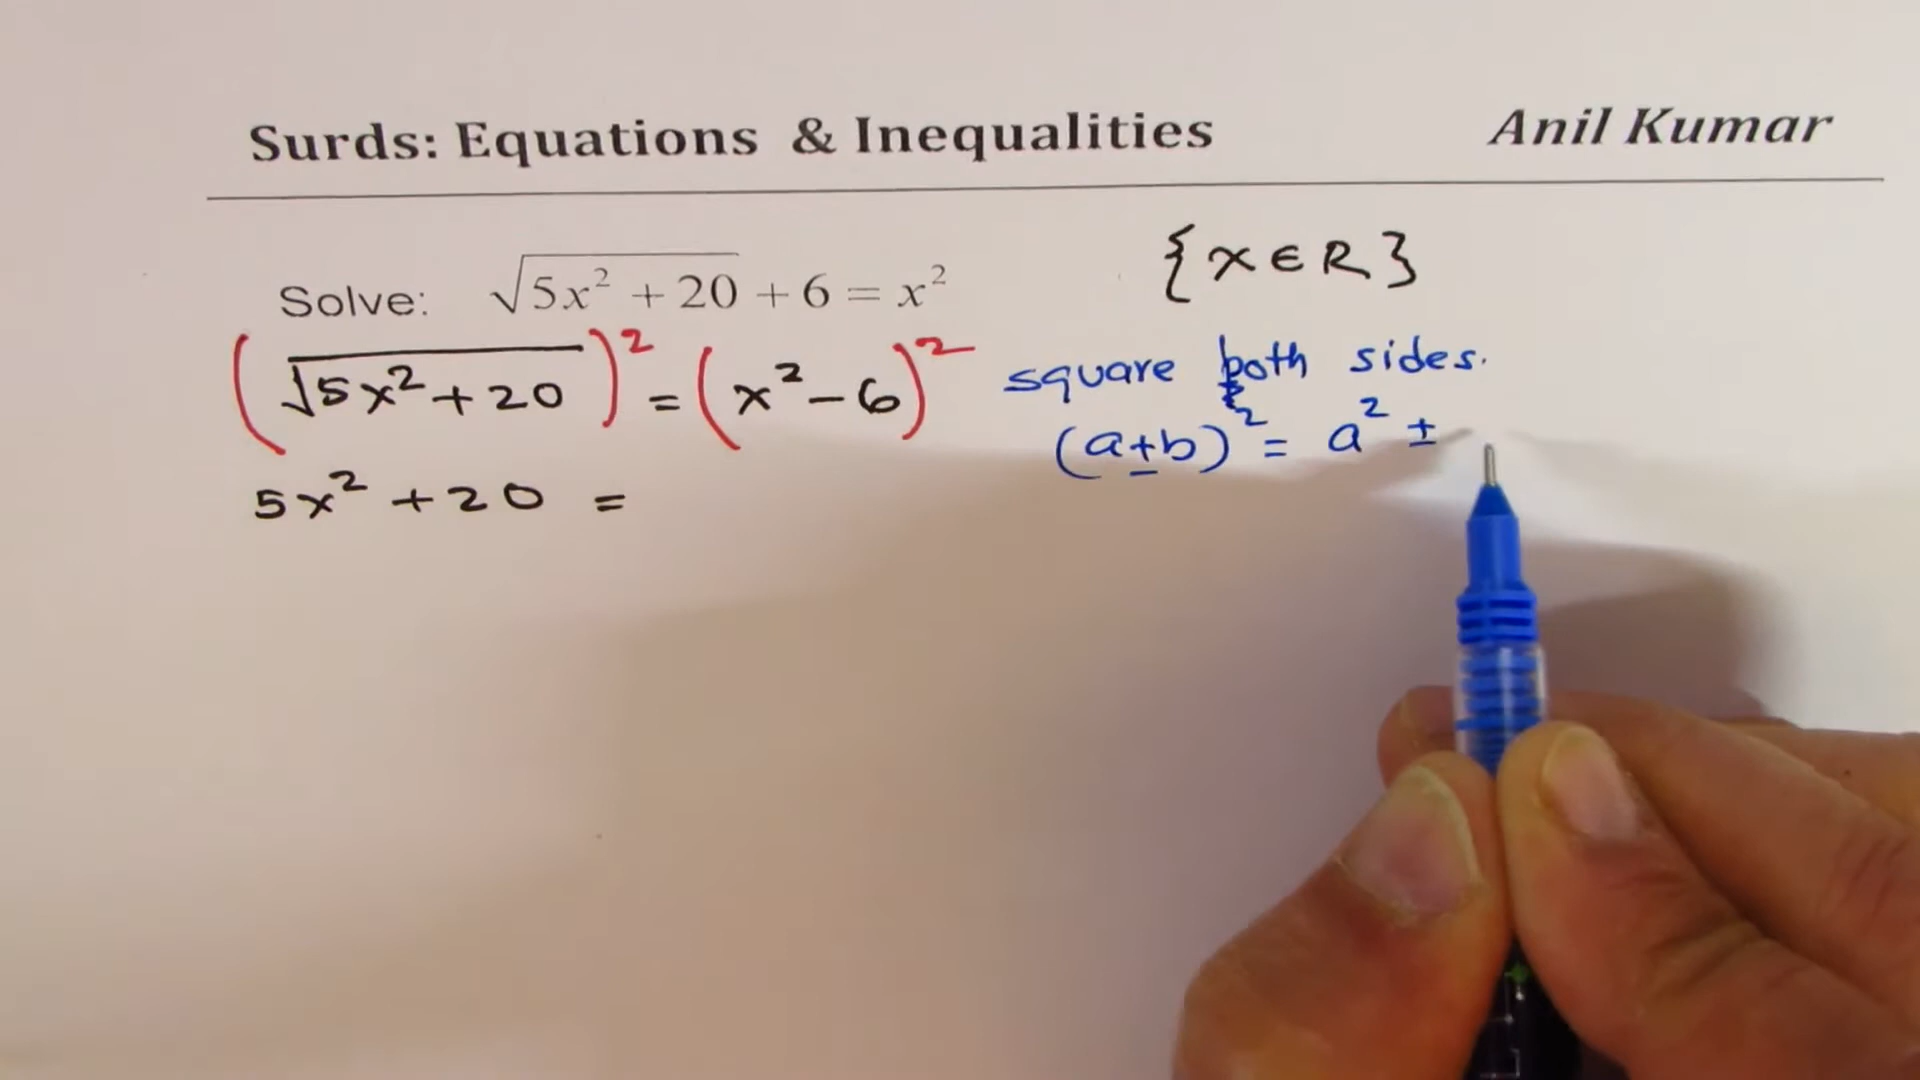 Surds: Equations & Inequalities Anil Kumar
Solve: √(5x² + 20) + 6 = x² {x ∈ R}
(√(5x² + 20))² = (x² - 6)² square both sides.
(a ± b)² = a² ±
5x² + 20 =